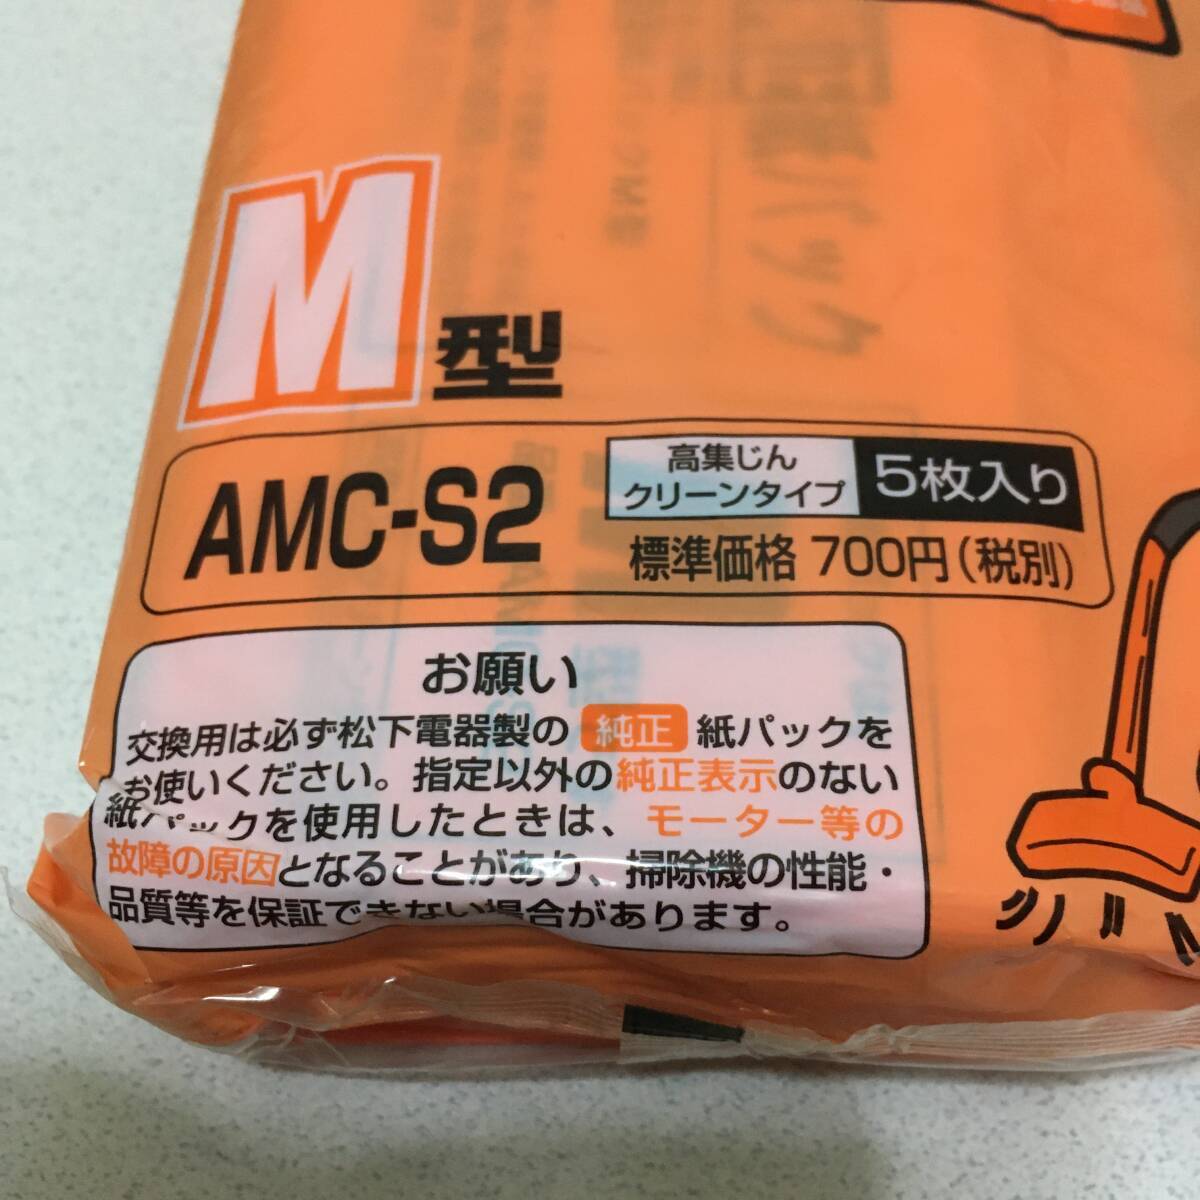 M型
AMC-S2
高集じん
クリーンタイプ
5枚入り
標準価格 700円(税別)
お願い
交換用は必ず松下電器製の 純正 紙パックを
お使いください。指定以外の純正表示のない
紙パックを使用したときは、モーター等の
故障の原因となることがあり、掃除機の性能・
品質等を保証できない場合があります。